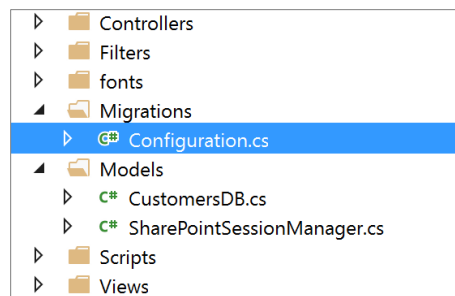 Controllers
Filters
fonts
Migrations
C# Configuration.cs
Models
C# CustomersDB.cs
C# SharePointSessionManager.cs
Scripts
Views